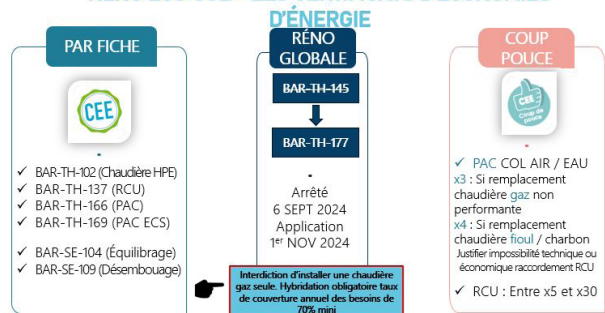 D'ÉNERGIE
PAR FICHE
CEE
BAR-TH-102 (Chaudière HPE)
BAR-TH-137 (RCU)
BAR-TH-166 (PAC)
BAR-TH-169 (PAC ECS)
BAR-SE-104 (Équilibrage)
BAR-SE-109 (Désembouage)
RÉNO
GLOBALE
BAR-TH-145
BAR-TH-177
Arrêté
6 SEPT 2024
Application
1er NOV 2024
Interdiction d'installer une chaudière
gaz seule. Hybridation obligatoire taux
de couverture annuel des besoins de
70% mini
COUP
POUCE
CEE
Coup de
pouce
PAC COL AIR / EAU
x3 : Si remplacement
chaudière gaz non
performante
x4 : Si remplacement
chaudière fioul / charbon
Justifier impossibilité technique ou
économique raccordement RCU
RCU : Entre x5 et x30